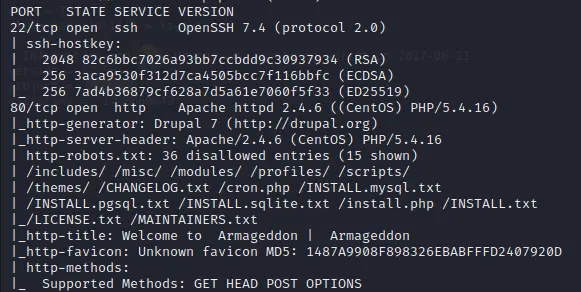 PORT   STATE SERVICE VERSION
22/tcp open  ssh     OpenSSH 7.4 (protocol 2.0)
| ssh-hostkey:
|   2048 82c6bbc7026a93bb7ccbdd9c30937934 (RSA)
|   256 3aca9530f312d7ca4505bcc7f116bbfc (ECDSA)
|_  256 7ad4b36879cf628a7d5a61e7060f5f33 (ED25519)
80/tcp open  http    Apache httpd 2.4.6 ((CentOS) PHP/5.4.16)
|_http-generator: Drupal 7 (http://drupal.org)
|_http-server-header: Apache/2.4.6 (CentOS) PHP/5.4.16
| http-robots.txt: 36 disallowed entries (15 shown)
| /includes/ /misc/ /modules/ /profiles/ /scripts/
| /themes/ /CHANGELOG.txt /cron.php /INSTALL.mysql.txt
| /INSTALL.pgsql.txt /INSTALL.sqlite.txt /install.php /INSTALL.txt
|_/LICENSE.txt /MAINTAINERS.txt
|_http-title: Welcome to  Armageddon |  Armageddon
|_http-favicon: Unknown favicon MD5: 1487A9908F898326EBABFFFD2407920D
| http-methods:
|_  Supported Methods: GET HEAD POST OPTIONS